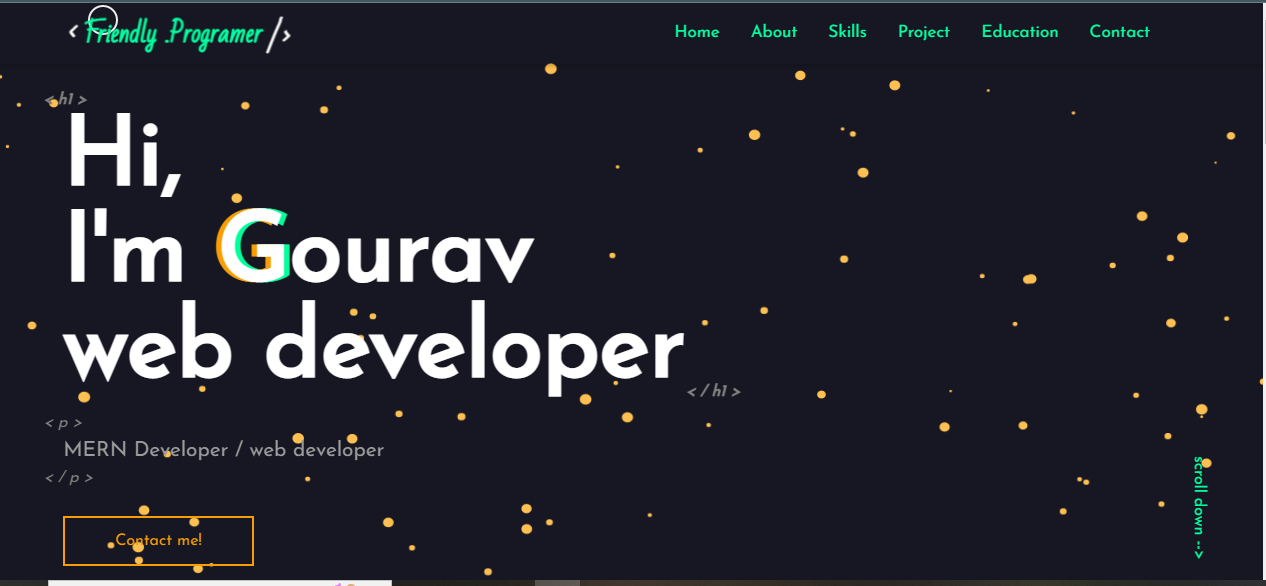 < Friendly .Programer />
Home About Skills Project Education Contact
< h1 >
Hi,
I'm Gourav
web developer
< / h1 >
< p >
MERN Developer / web developer
< / p >
Contact me!
scroll down -->